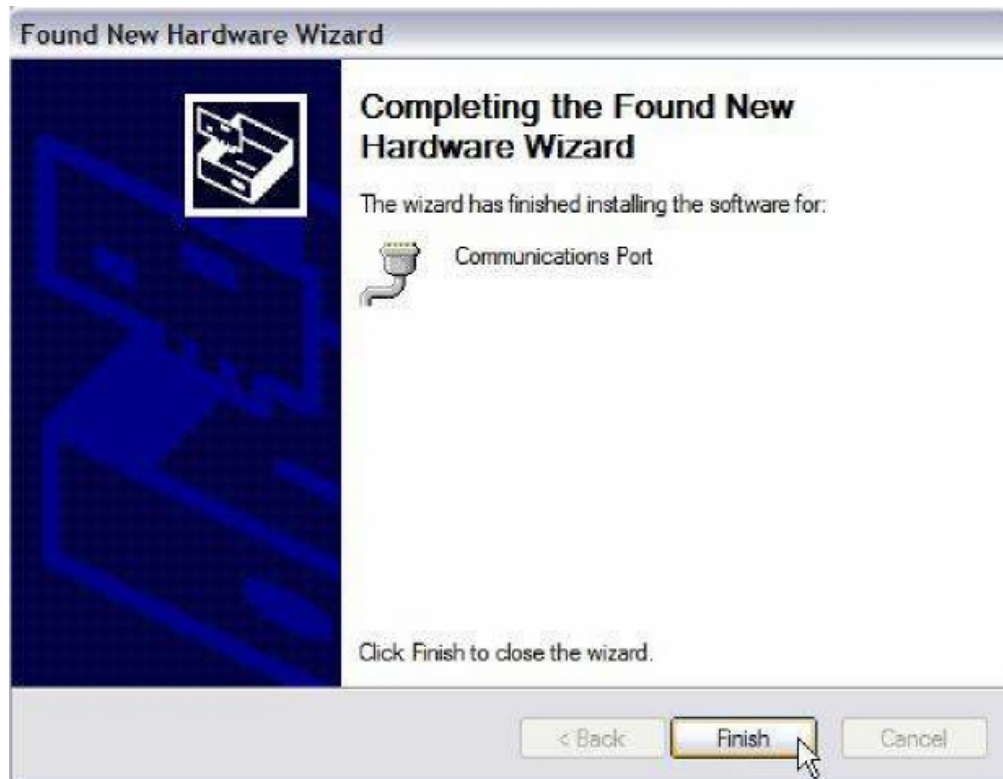 Found New Hardware Wizard
Completing the Found New
Hardware Wizard
The wizard has finished installing the software for:
Communications Port
Click Finish to close the wizard.
< Back
Finish
Cancel